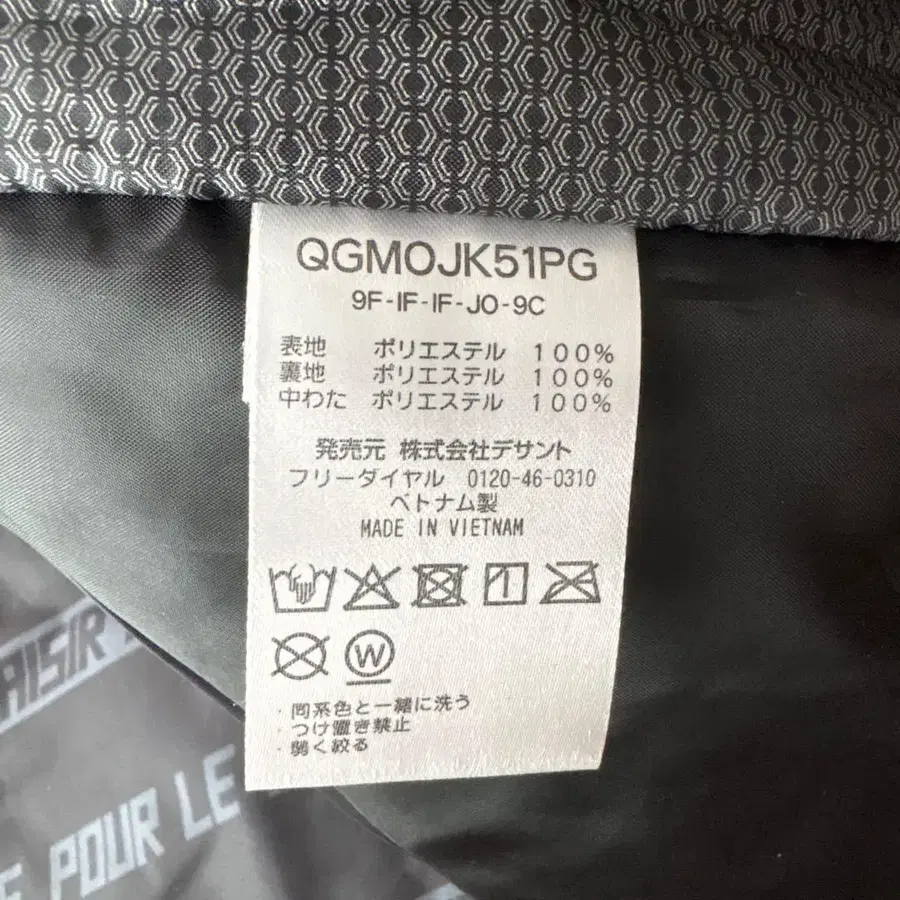 QGMOJK51PG
9F-IF-IF-JO-9C
表地 ポリエステル 100%
裏地 ポリエステル 100%
中わた ポリエステル 100%
発売元 株式会社デサント
フリーダイヤル 0120-46-0310
ベトナム製
MADE IN VIETNAM
W
・同系色と一緒に洗う
・つけ置き禁止
・弱く絞る
AISIR
POUR LE